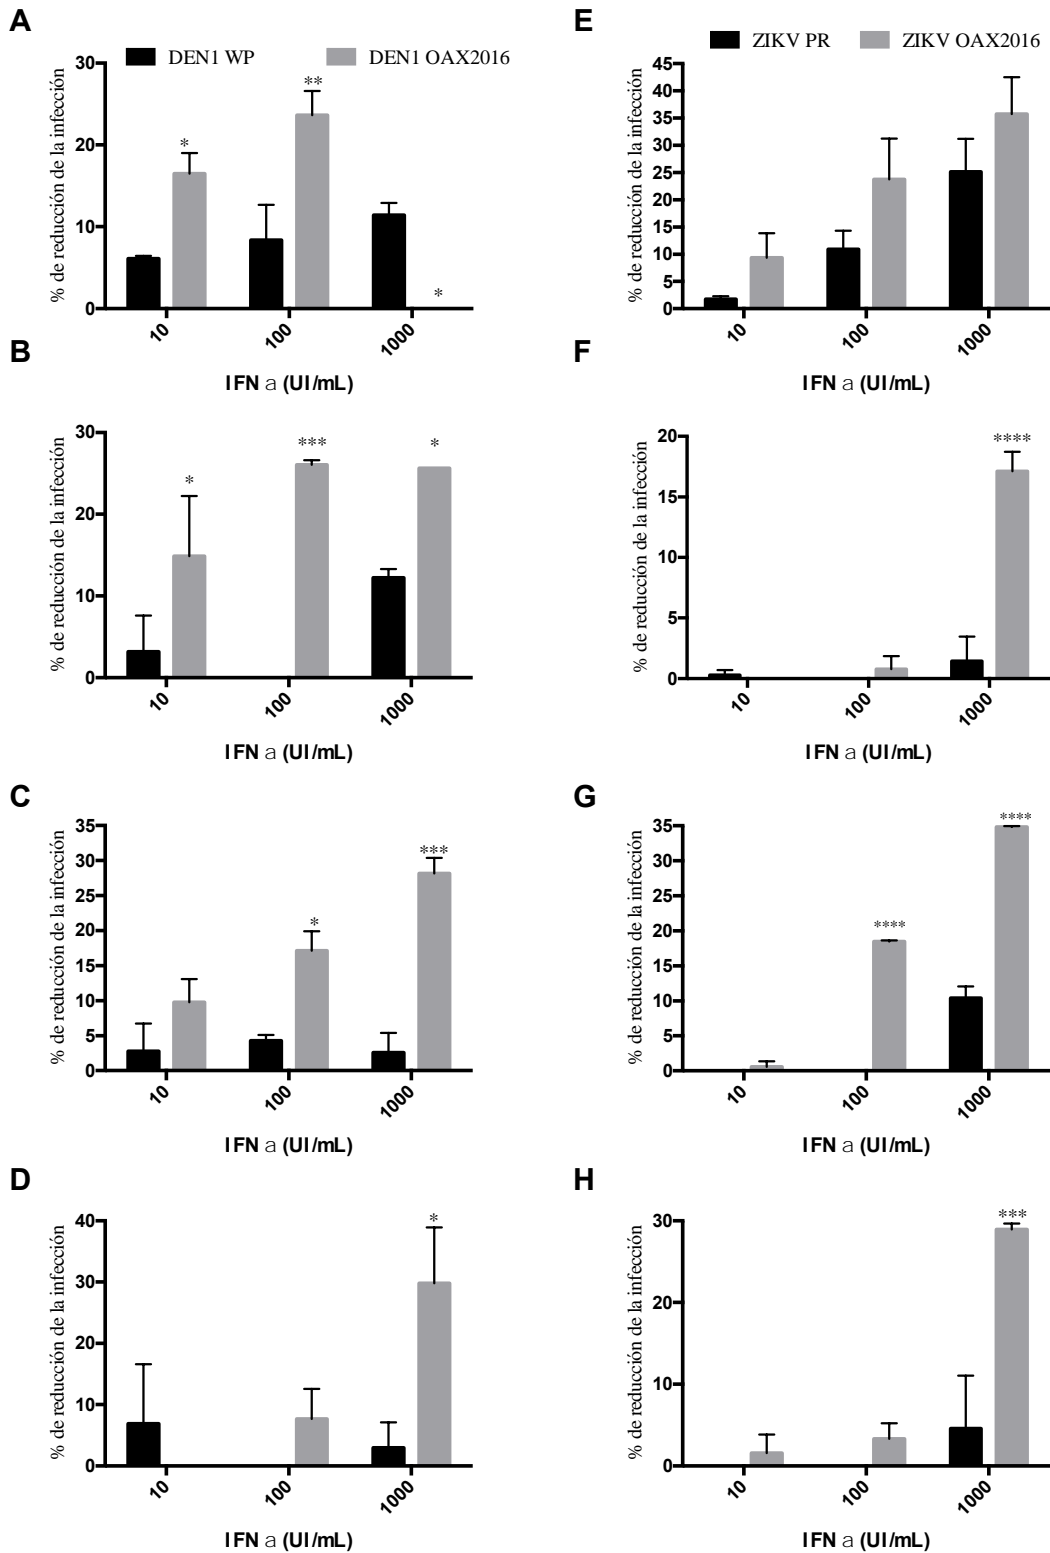 A
DEN1 WP DEN1 OAX2016
% de reducción de la infección
30
20
10
0
*
**
*
10 100 1000
IFN a (UI/mL)
B
% de reducción de la infección
30
20
10
0
*
***
*
10 100 1000
IFN a (UI/mL)
C
% de reducción de la infección
35
30
25
20
15
10
5
0
*
***
10 100 1000
IFN a (UI/mL)
D
% de reducción de la infección
40
30
20
10
0
*
10 100 1000
IFN a (UI/mL)
E
ZIKV PR ZIKV OAX2016
% de reducción de la infección
45
40
35
30
25
20
15
10
5
0
10 100 1000
IFN a (UI/mL)
F
% de reducción de la infección
20
15
10
5
0
****
10 100 1000
IFN a (UI/mL)
G
% de reducción de la infección
35
30
25
20
15
10
5
0
****
****
10 100 1000
IFN a (UI/mL)
H
% de reducción de la infección
30
20
10
0
***
10 100 1000
IFN a (UI/mL)